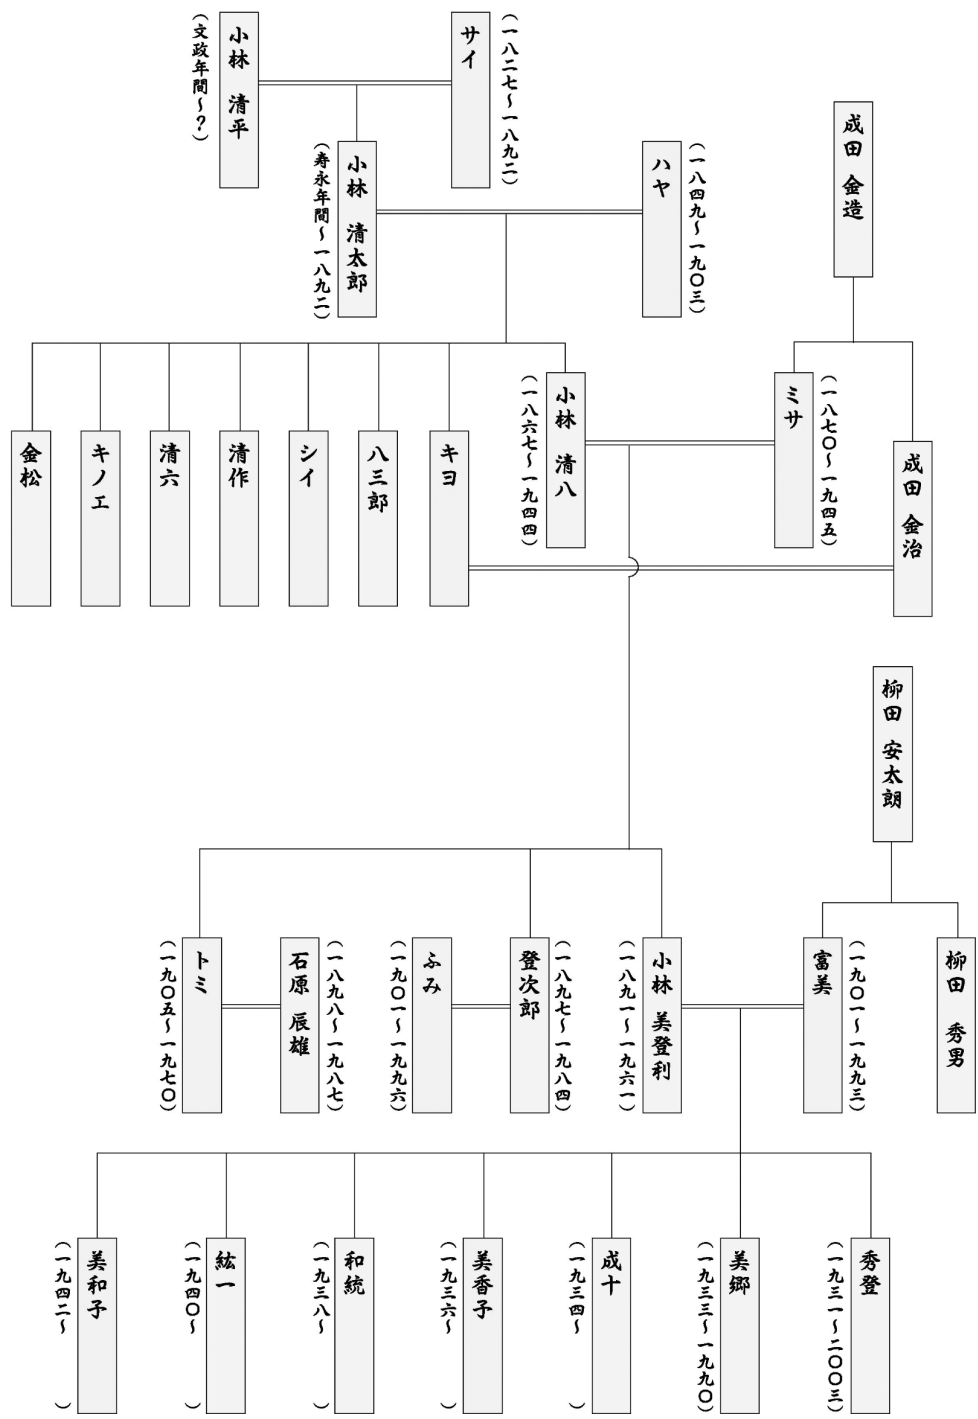 成田 金造
サイ
(一八二七〜一八九二)
小林 清平
(文政年間〜?)
ハヤ
(一八四九〜一九〇三)
小林 清太郎
(寿永年間〜一八九二)
成田 金治
ミサ
(一八七〇〜一九四五)
小林 清八
(一八六七〜一九四四)
キヨ
八三郎
シイ
清作
清六
キノエ
金松
柳田 安太朗
柳田 秀男
富美
(一九〇一〜一九九三)
小林 美登利
(一八九一〜一九六一)
登次郎
(一八九七〜一九八四)
ふみ
(一九〇一〜一九九六)
石原 辰雄
(一八九八〜一九八七)
トミ
(一九〇五〜一九七〇)
秀登
(一九三一〜二〇〇三)
美郷
(一九三三〜一九九〇)
成十
(一九三四〜 )
美香子
(一九三六〜 )
和統
(一九三八〜 )
紘一
(一九四〇〜 )
美和子
(一九四二〜 )